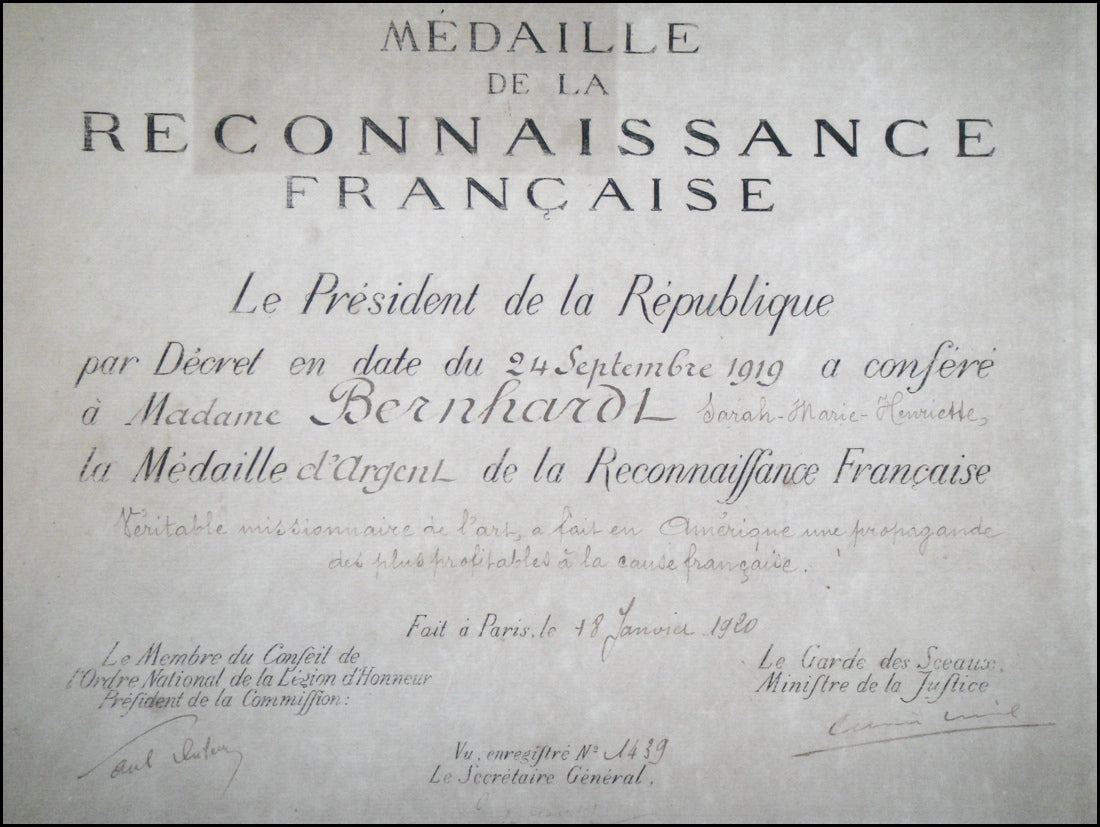 MÉDAILLE
DE LA
RECONNAISSANCE
FRANÇAISE
Le Président de la République
par Décret en date du 24 Septembre 1919 a conféré
à Madame Bernhardt Sarah-Marie-Henriette,
la Médaille d'Argent de la Reconnaiſſance Française
Véritable missionnaire de l'art, a fait en Amérique une propagande
des plus profitables à la cause française.
Fait à Paris, le 18 Janvier 1920
Le Membre du Conſeil de
l'Ordre National de la Légion d'Honneur
Préſident de la Commiſſion:
Le Garde des Sceaux,
Miniſtre de la Juſtice
Vu, enregiſtré Nº 1439
Le Secrétaire Général,